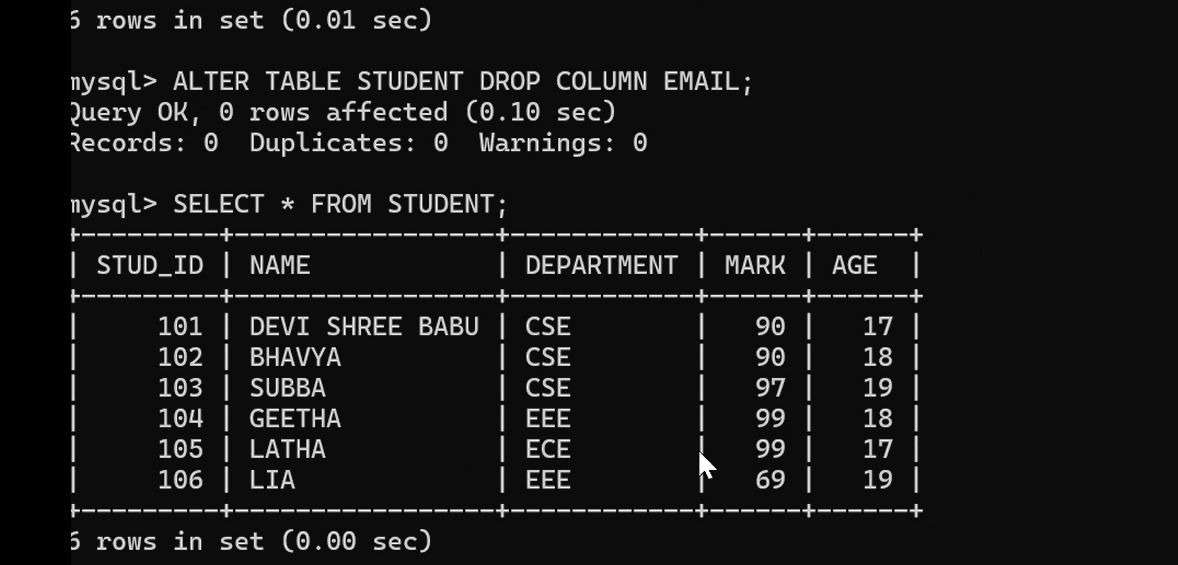 6 rows in set (0.01 sec)
mysql> ALTER TABLE STUDENT DROP COLUMN EMAIL;
Query OK, 0 rows affected (0.10 sec)
Records: 0  Duplicates: 0  Warnings: 0
mysql> SELECT * FROM STUDENT;
+---------+-----------------+------------+------+------+
| STUD_ID | NAME            | DEPARTMENT | MARK | AGE  |
+---------+-----------------+------------+------+------+
|     101 | DEVI SHREE BABU | CSE        |   90 |   17 |
|     102 | BHAVYA          | CSE        |   90 |   18 |
|     103 | SUBBA           | CSE        |   97 |   19 |
|     104 | GEETHA          | EEE        |   99 |   18 |
|     105 | LATHA           | ECE        |   99 |   17 |
|     106 | LIA             | EEE        |   69 |   19 |
+---------+-----------------+------------+------+------+
6 rows in set (0.00 sec)